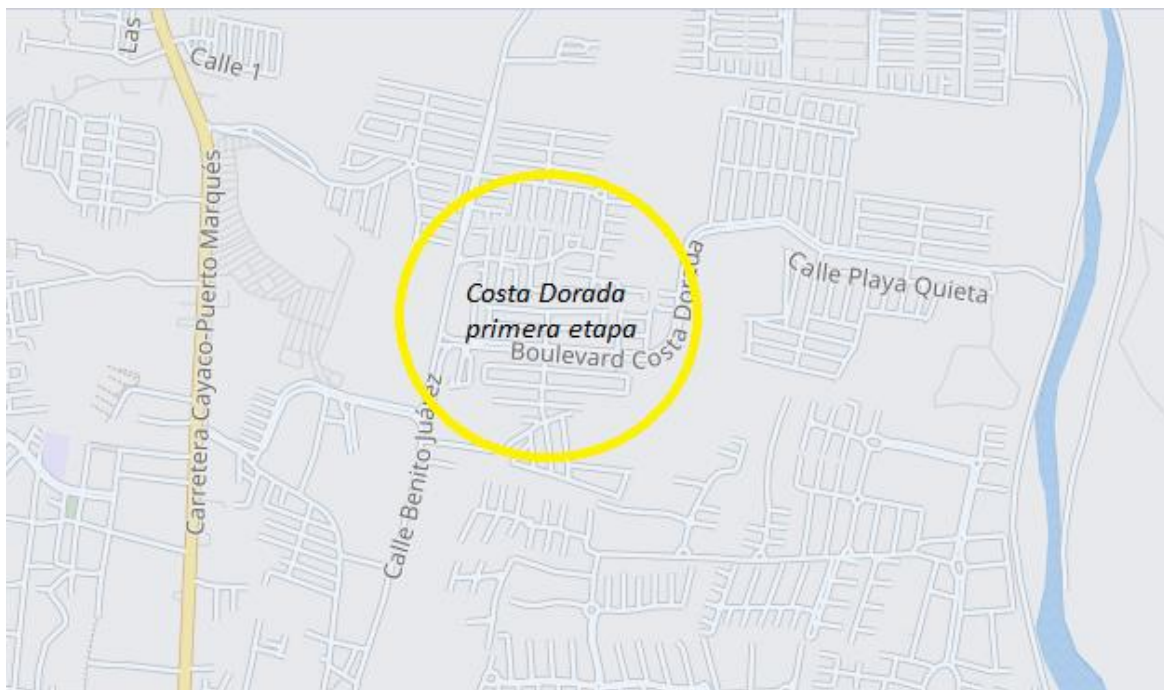 Las
Calle 1
Carretera Cayaco-Puerto Marqués
Costa Dorada
primera etapa
Boulevard Costa Dorada
Calle Playa Quieta
Calle Benito Juárez